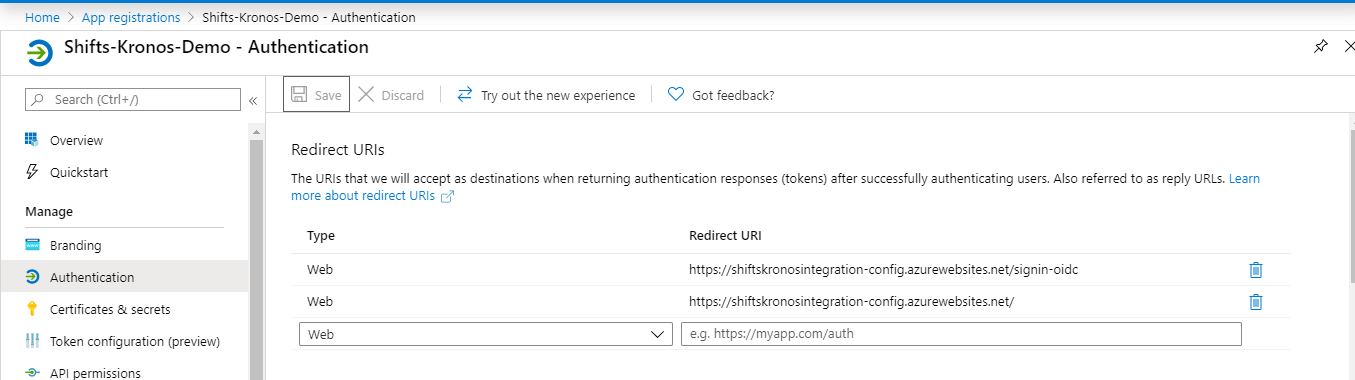 Home > App registrations > Shifts-Kronos-Demo - Authentication
Shifts-Kronos-Demo - Authentication
Search (Ctrl+/)
«
Save
Discard
Try out the new experience
Got feedback?
Overview
Quickstart
Manage
Branding
Authentication
Certificates & secrets
Token configuration (preview)
API permissions
Redirect URIs
The URIs that we will accept as destinations when returning authentication responses (tokens) after successfully authenticating users. Also referred to as reply URLs. Learn
more about redirect URIs
Type Redirect URI
Web https://shiftskronosintegration-config.azurewebsites.net/signin-oidc
Web https://shiftskronosintegration-config.azurewebsites.net/
Web e.g. https://myapp.com/auth